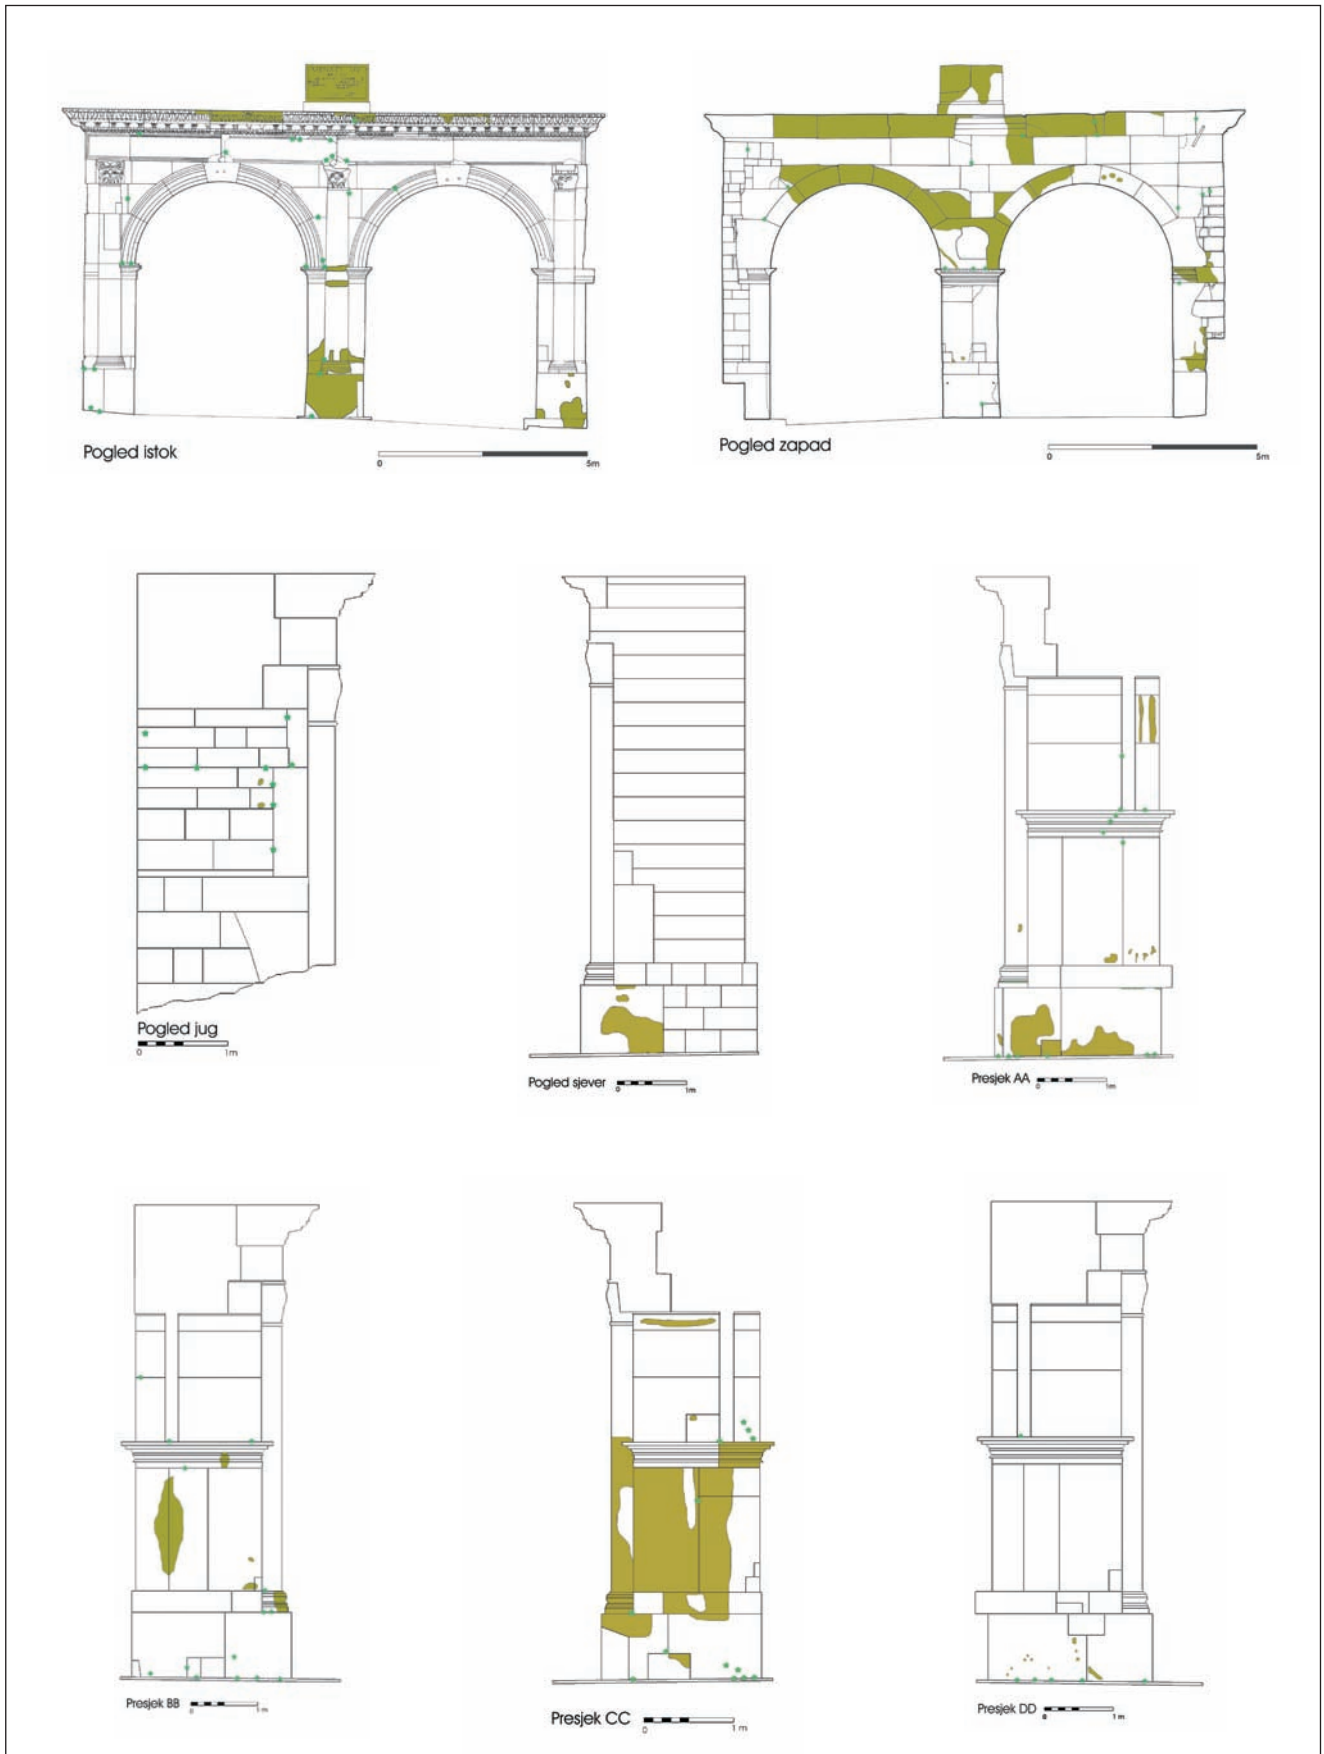 Pogled istok
0 5m
Pogled zapad
0 5m
Pogled jug
0 1m
Pogled sjever
0 1m
Presjek AA
0 1m
Presjek BB
0 1m
Presjek CC
0 1m
Presjek DD
0 1m